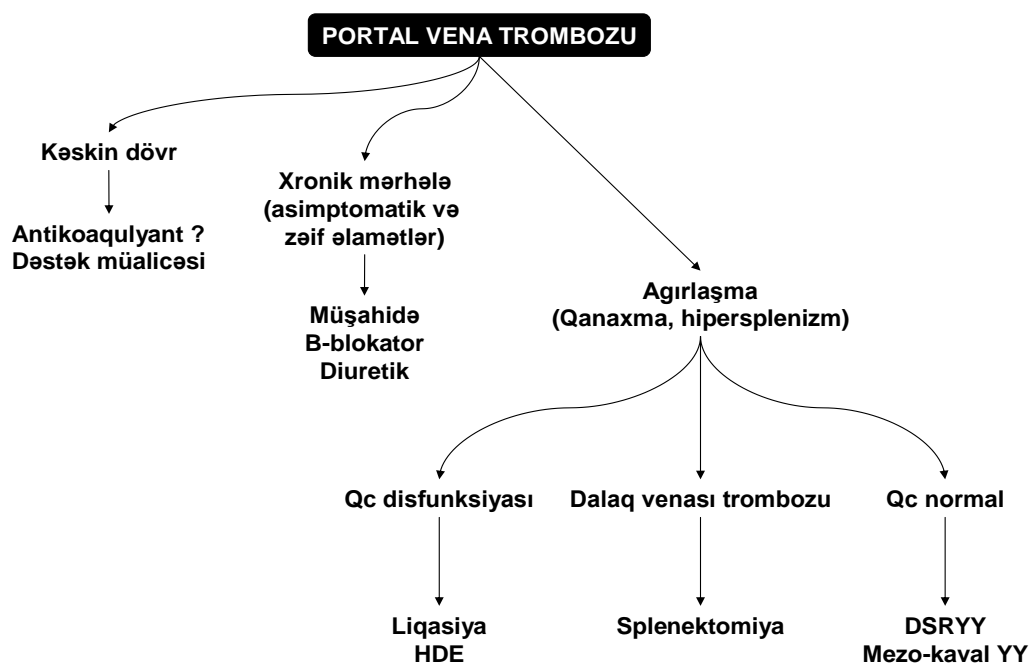 PORTAL VENA TROMBOZU
Kəskin dövr
Antikoaqulyant ?
Dəstək müalicəsi
Xronik mərhələ
(asimptomatik və
zəif əlamətlər)
Müşahidə
B-blokator
Diuretik
Agırlaşma
(Qanaxma, hipersplenizm)
Qc disfunksiyası
Liqasiya
HDE
Dalaq venası trombozu
Splenektomiya
Qc normal
DSRYY
Mezo-kaval YY